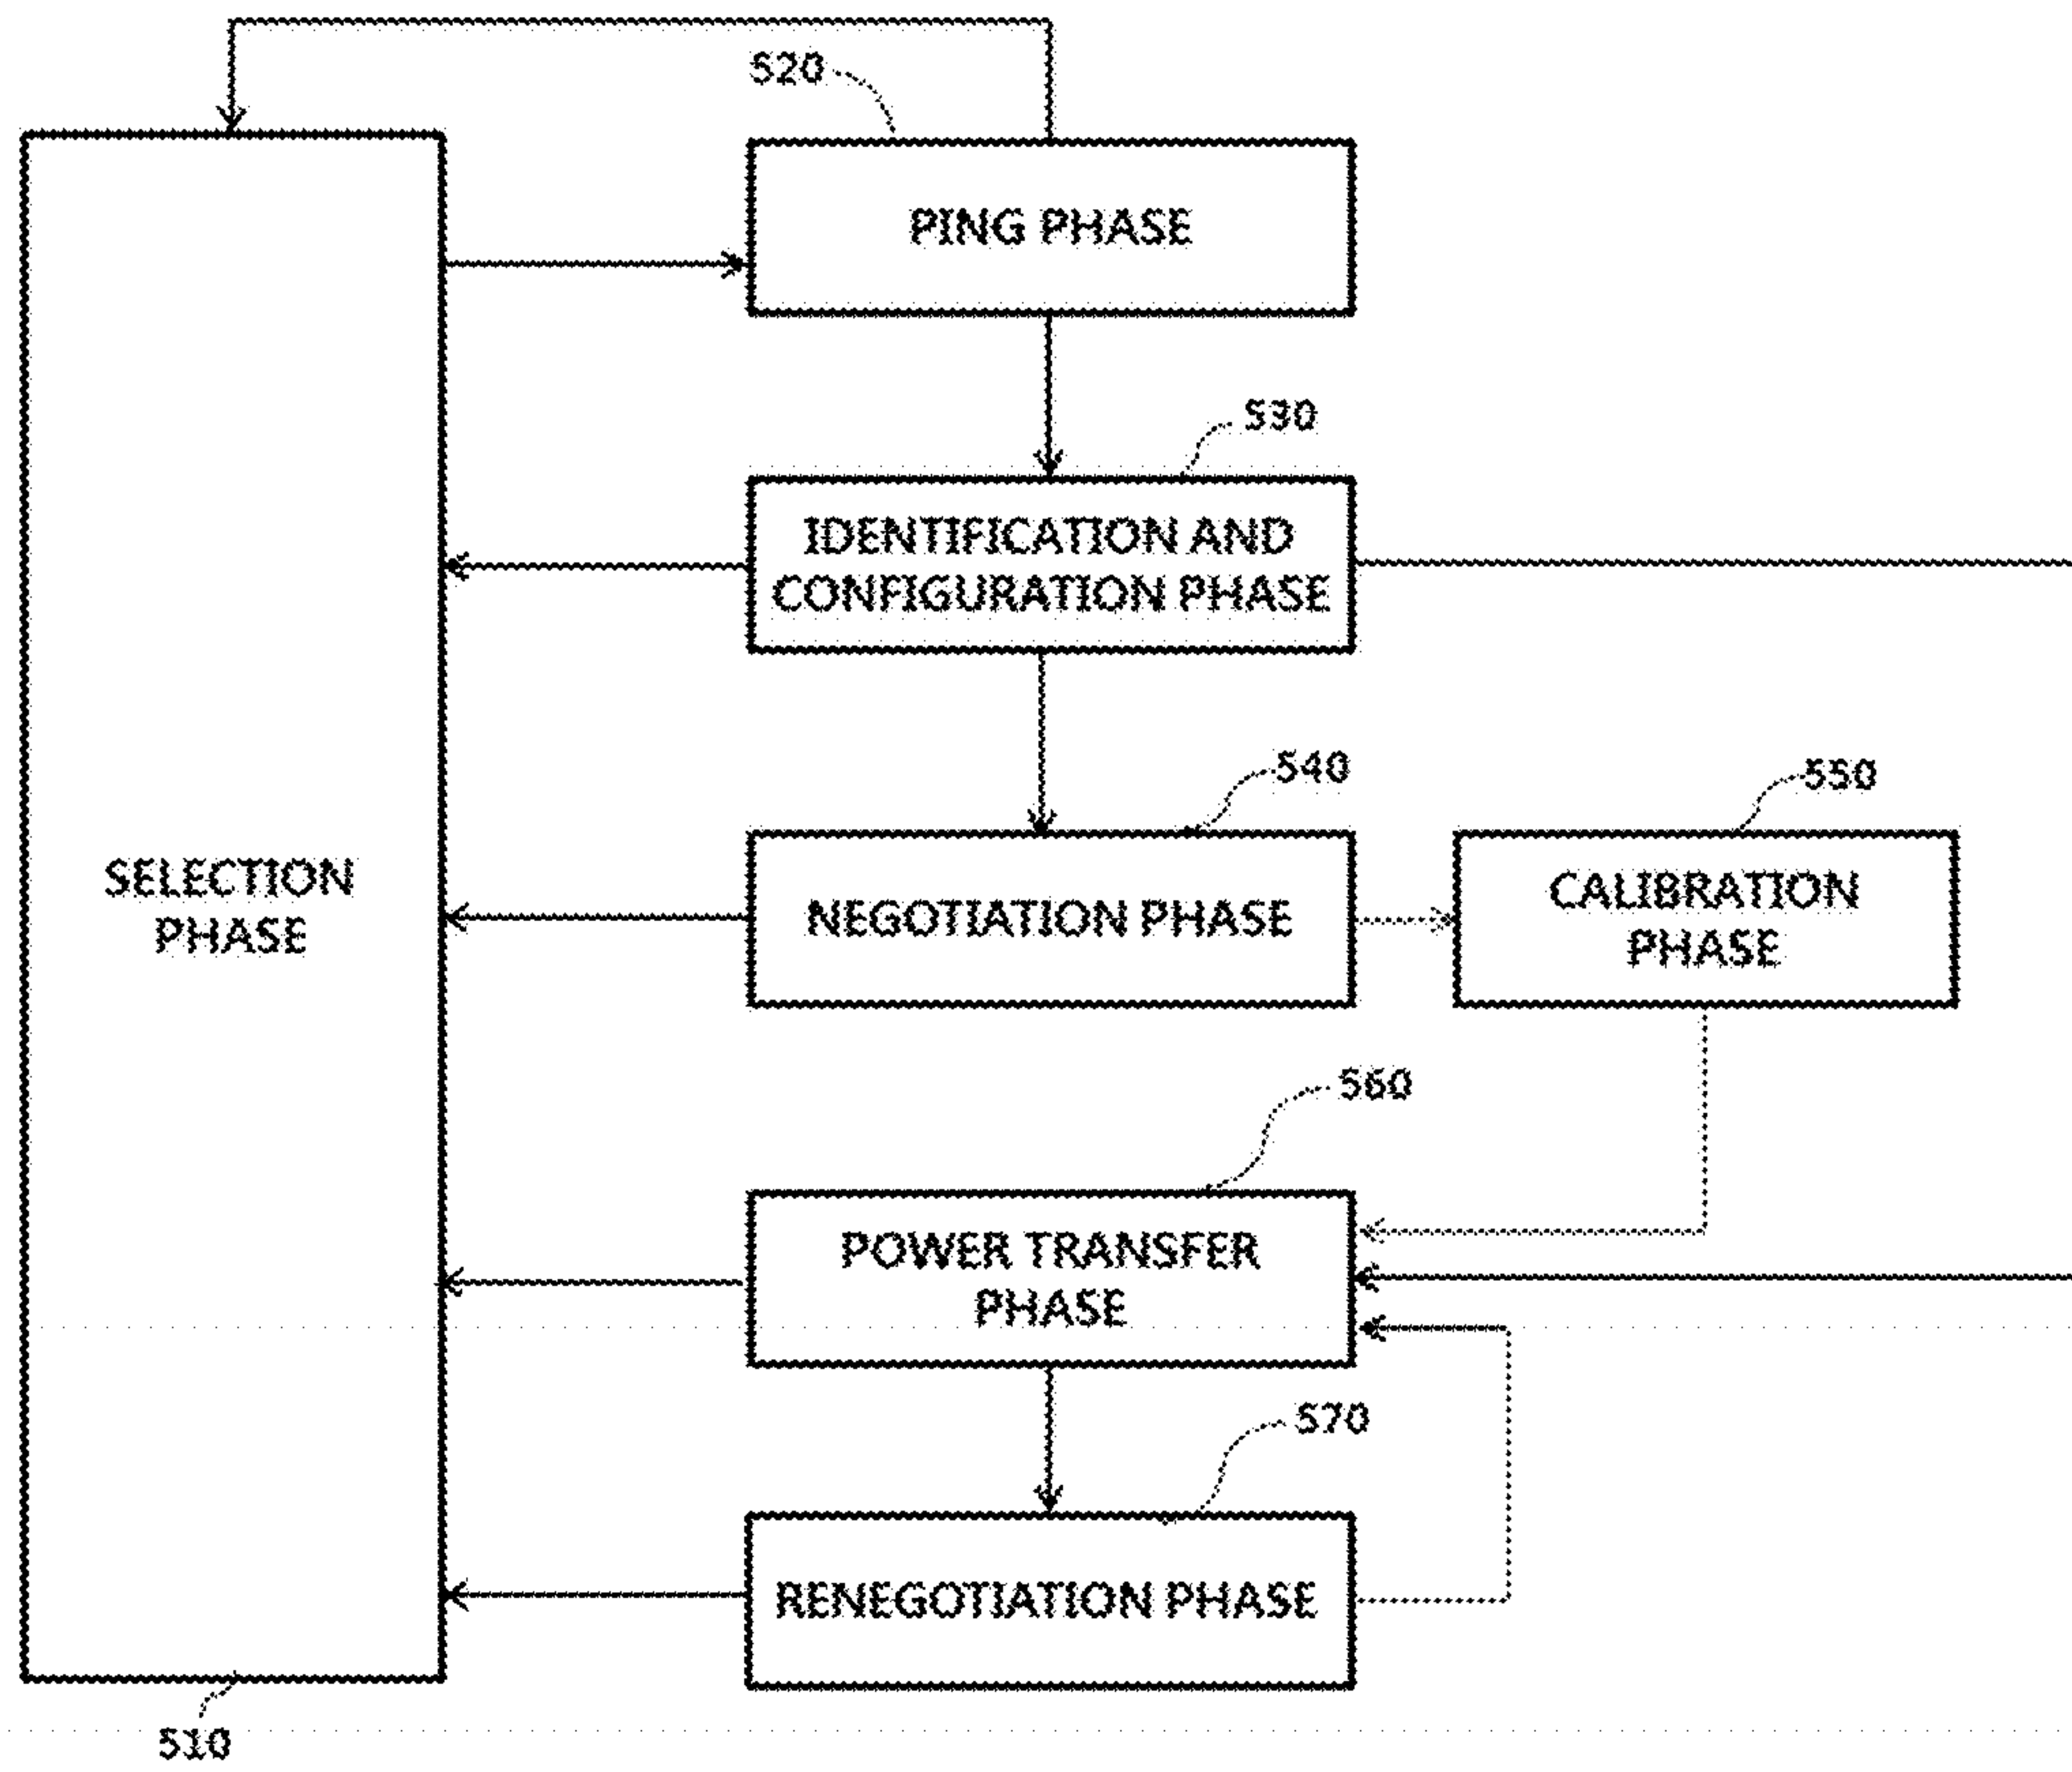 520
PING PHASE
530
IDENTIFICATION AND
CONFIGURATION PHASE
540
550
SELECTION
PHASE
NEGOTIATION PHASE
CALIBRATION
PHASE
560
POWER TRANSFER
PHASE
570
RENEGOTIATION PHASE
510